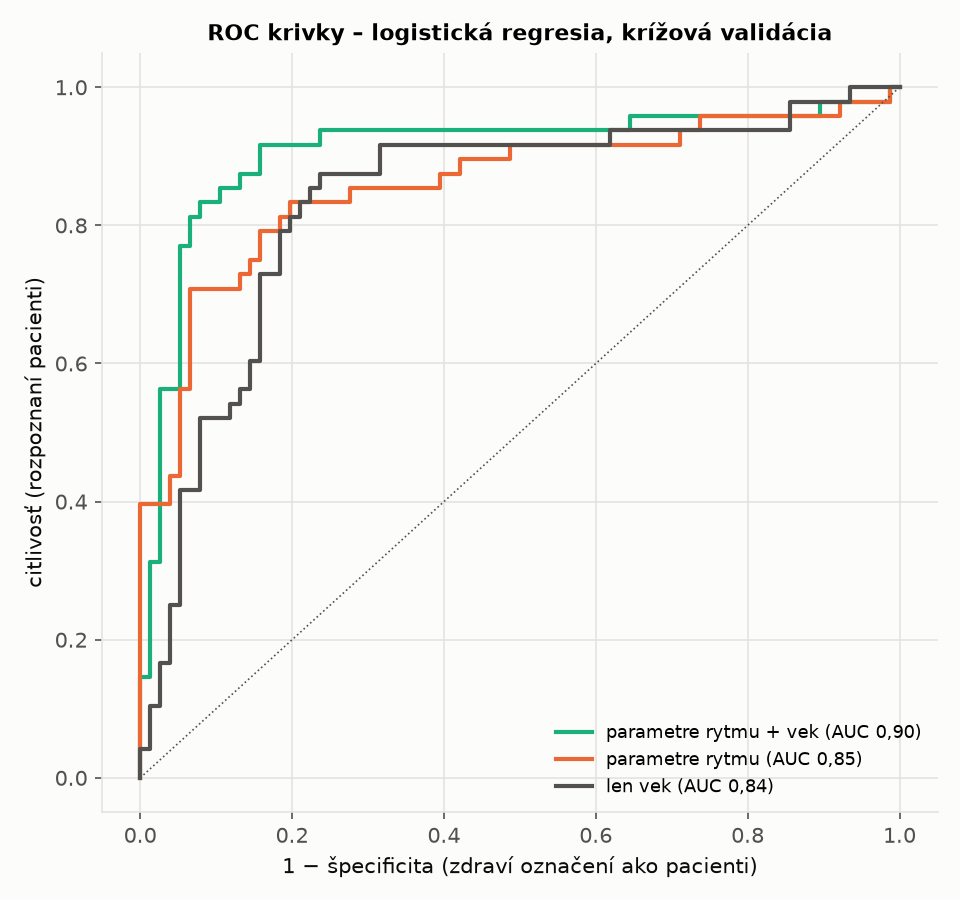 ROC krivky – logistická regresia, krížová validácia
citlivosť (rozpoznaní pacienti)
1.0
0.8
0.6
0.4
0.2
0.0
parametre rytmu + vek (AUC 0,90)
parametre rytmu (AUC 0,85)
len vek (AUC 0,84)
0.0 0.2 0.4 0.6 0.8 1.0
1 − špecificita (zdraví označení ako pacienti)